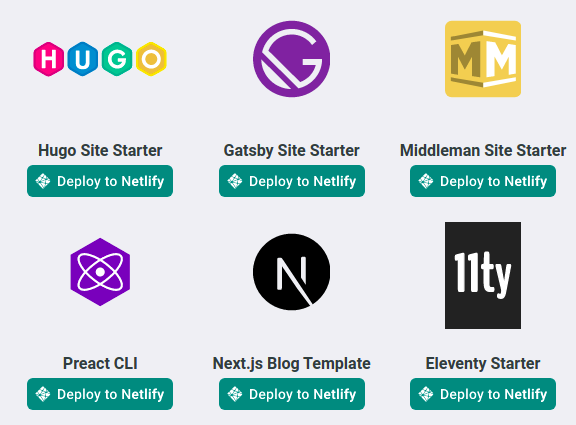 HUGO
G
MM
Hugo Site Starter
Gatsby Site Starter
Middleman Site Starter
Deploy to Netlify
Deploy to Netlify
Deploy to Netlify
N
11ty
Preact CLI
Next.js Blog Template
Eleventy Starter
Deploy to Netlify
Deploy to Netlify
Deploy to Netlify